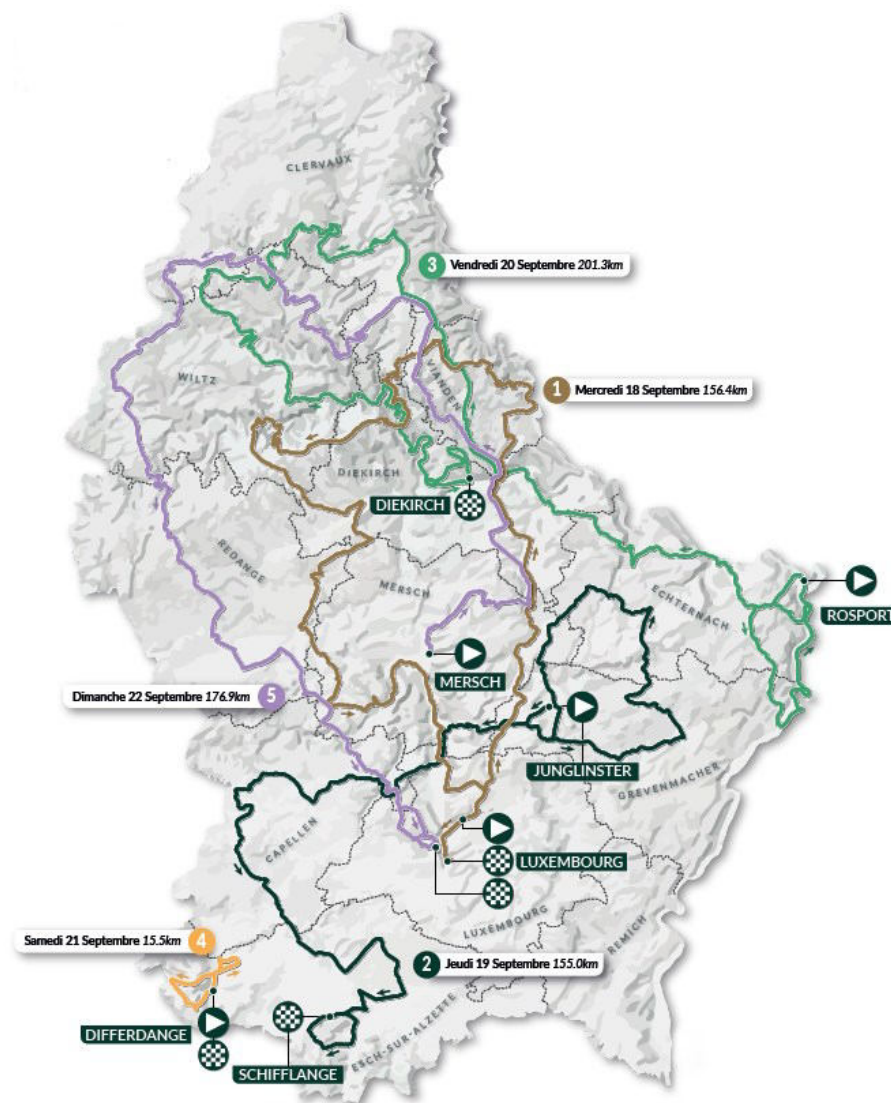 CLERVAUX
3 Vendredi 20 Septembre 201.3km
WILTZ
VIANDEN
1 Mercredi 18 Septembre 156.4km
DIEKIRCH
DIEKIRCH
REDANGE
MERSCH
ECHTERNACH
ROSPORT
MERSCH
Dimanche 22 Septembre 176.9km 5
JUNGLINSTER
GREVENMACHER
CAPELLEN
LUXEMBOURG
LUXEMBOURG
REMICH
Samedi 21 Septembre 15.5km 4
2 Jeudi 19 Septembre 155.0km
DIFFERDANGE
SCHIFFLANGE
ESCH-SUR-ALZETTE